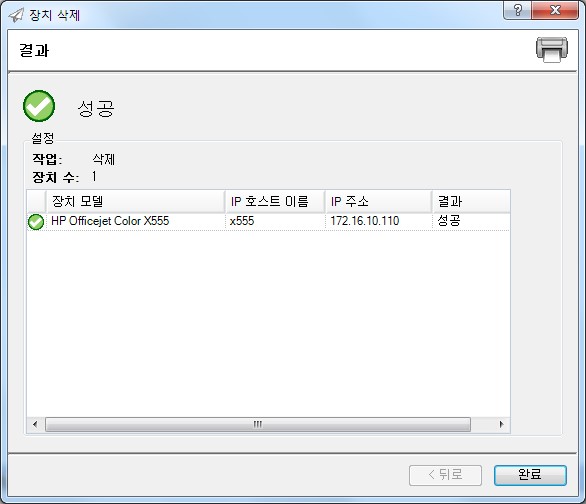 장치 삭제
결과
성공
설정
작업: 삭제
장치 수: 1
장치 모델 IP 호스트 이름 IP 주소 결과
HP Officejet Color X555 x555 172.16.10.110 성공
< 뒤로 완료